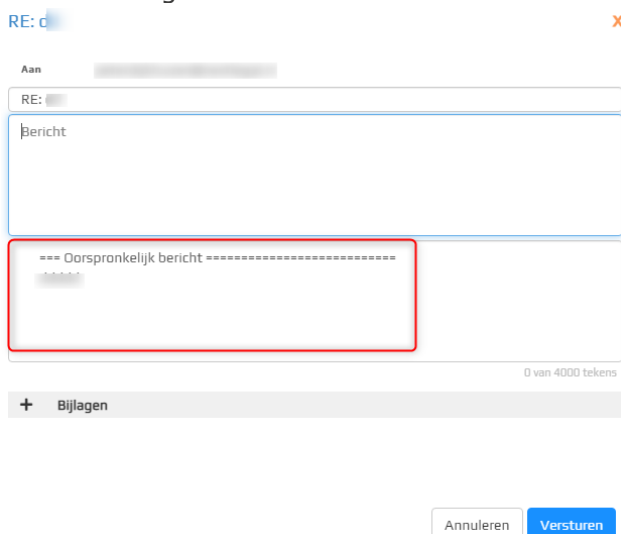 RE: d
X
Aan
RE:
Bericht
=== Oorspronkelijk bericht ===========================
0 van 4000 tekens
+ Bijlagen
Annuleren Versturen